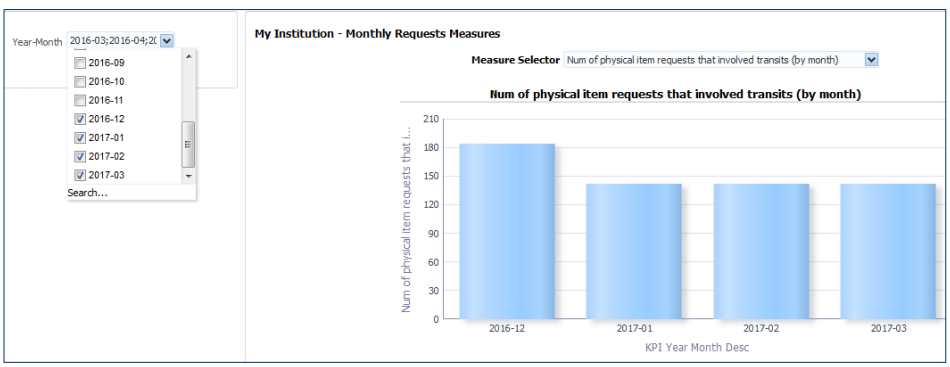 Year-Month 2016-03;2016-04;20
2016-09
2016-10
2016-11
2016-12
2017-01
2017-02
2017-03
Search...
My Institution - Monthly Requests Measures
Measure Selector Num of physical item requests that involved transits (by month)
Num of physical item requests that involved transits (by month)
Num of physical item requests that i...
210
180
150
120
90
60
30
0
2016-12 2017-01 2017-02 2017-03
KPI Year Month Desc